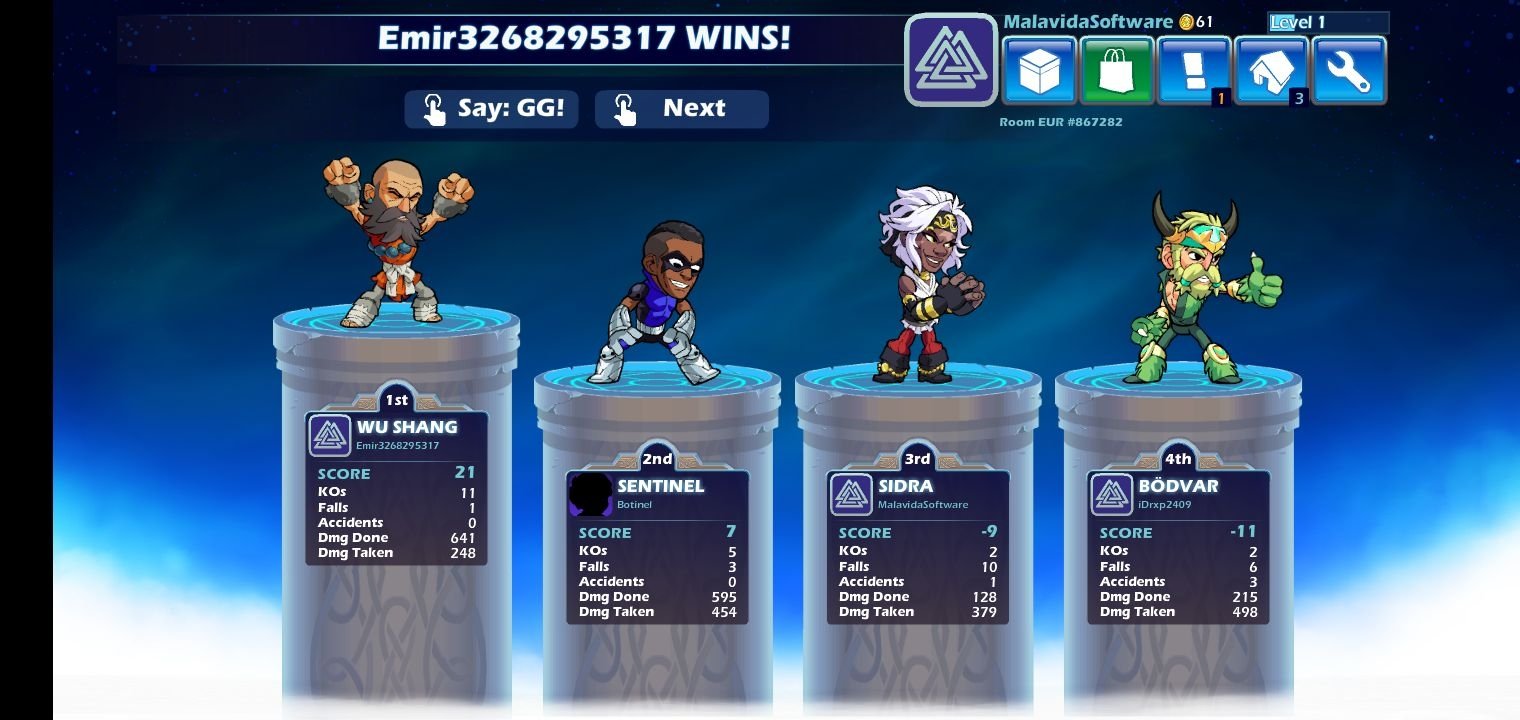 Emir3268295317 WINS!
MalavidaSoftware 61
Level 1
Say: GG!
Next
1
3
Room EUR #867282
1st
WU SHANG
Emir3268295317
SCORE 21
KOs 11
Falls 1
Accidents 0
Dmg Done 641
Dmg Taken 248
2nd
SENTINEL
Botinel
SCORE 7
KOs 5
Falls 3
Accidents 0
Dmg Done 595
Dmg Taken 454
3rd
SIDRA
MalavidaSoftware
SCORE -9
KOs 2
Falls 10
Accidents 1
Dmg Done 128
Dmg Taken 379
4th
BÖDVAR
iDrxp2409
SCORE -11
KOs 2
Falls 6
Accidents 3
Dmg Done 215
Dmg Taken 498